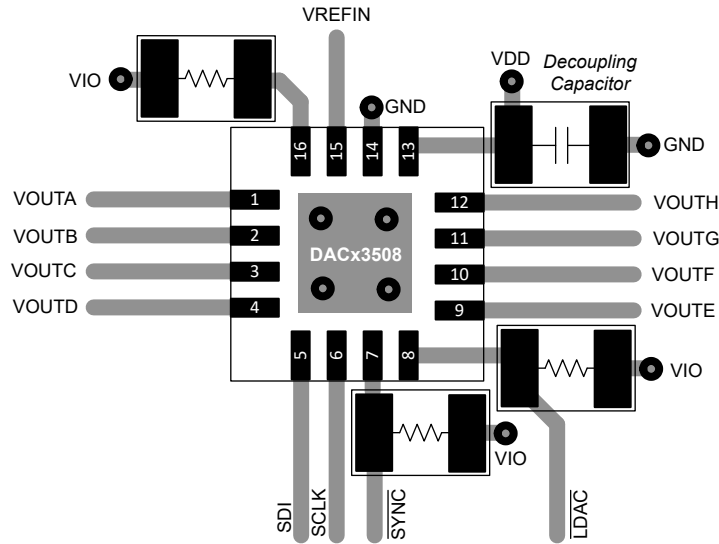 VREFIN
VIO
VDD
Decoupling
Capacitor
GND
GND
16
15
14
13
VOUTA
1
12
VOUTH
VOUTB
2
11
VOUTG
DACx3508
VOUTC
3
10
VOUTF
VOUTD
4
9
VOUTE
5
6
7
8
VIO
VIO
SDI
SCLK
SYNC
LDAC